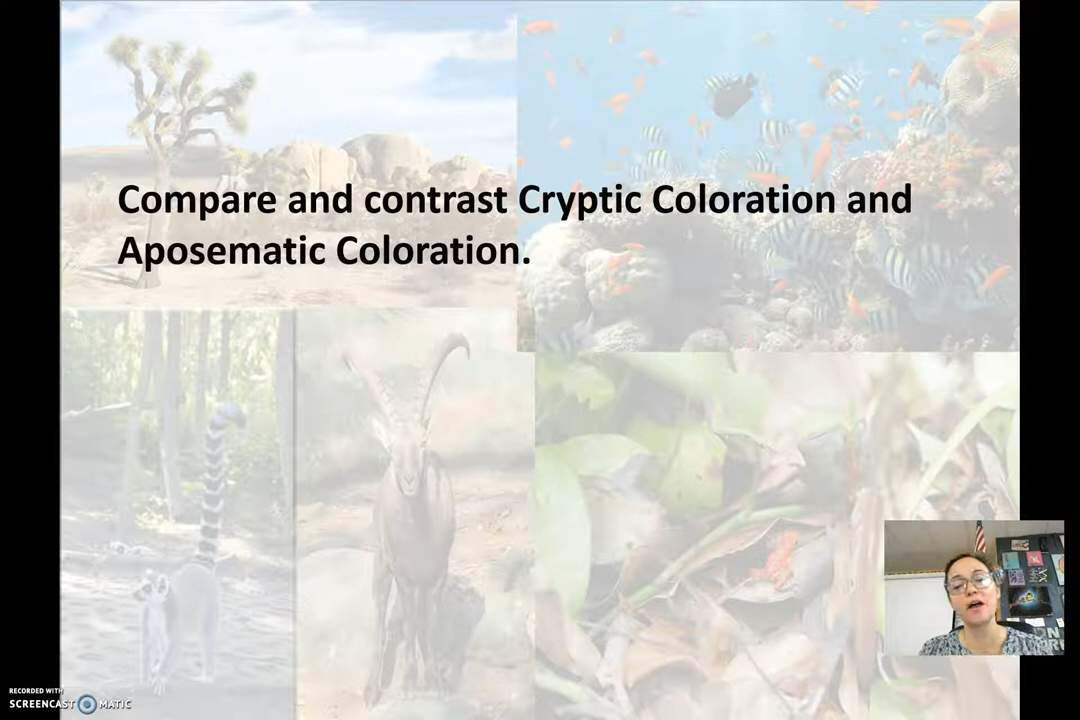 Compare and contrast Cryptic Coloration and
Aposematic Coloration.
RECORDED WITH
SCREENCAST MATIC